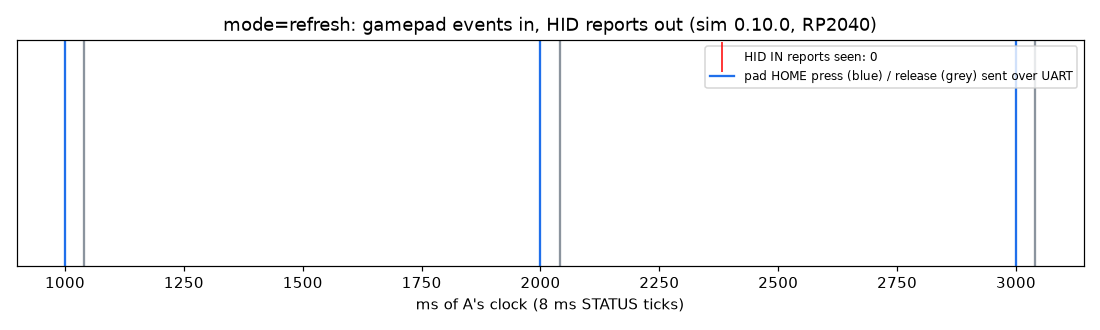 mode=refresh: gamepad events in, HID reports out (sim 0.10.0, RP2040)
HID IN reports seen: 0
pad HOME press (blue) / release (grey) sent over UART
1000 1250 1500 1750 2000 2250 2500 2750 3000
ms of A's clock (8 ms STATUS ticks)